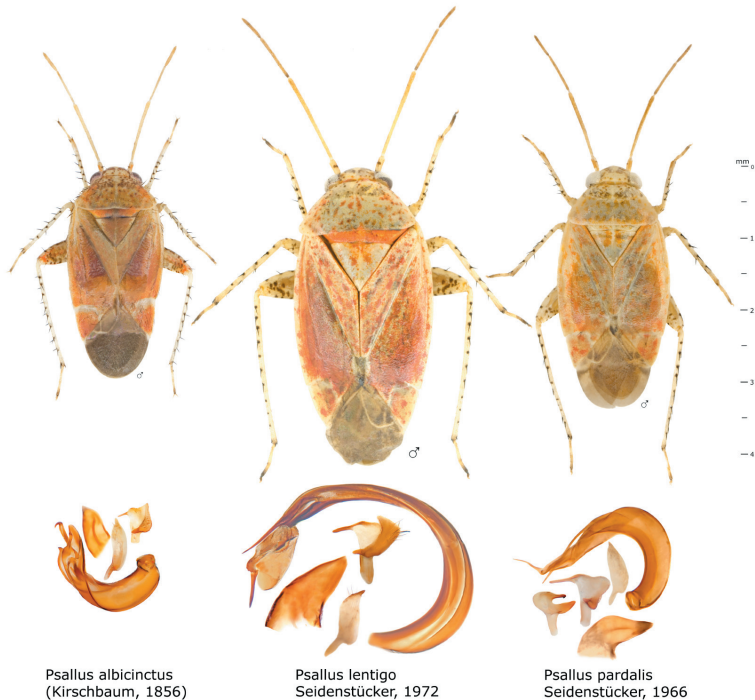 mm
0
1
2
3
4
♂
♂
♂
Psallus albicinctus
(Kirschbaum, 1856)
Psallus lentigo
Seidenstücker, 1972
Psallus pardalis
Seidenstücker, 1966